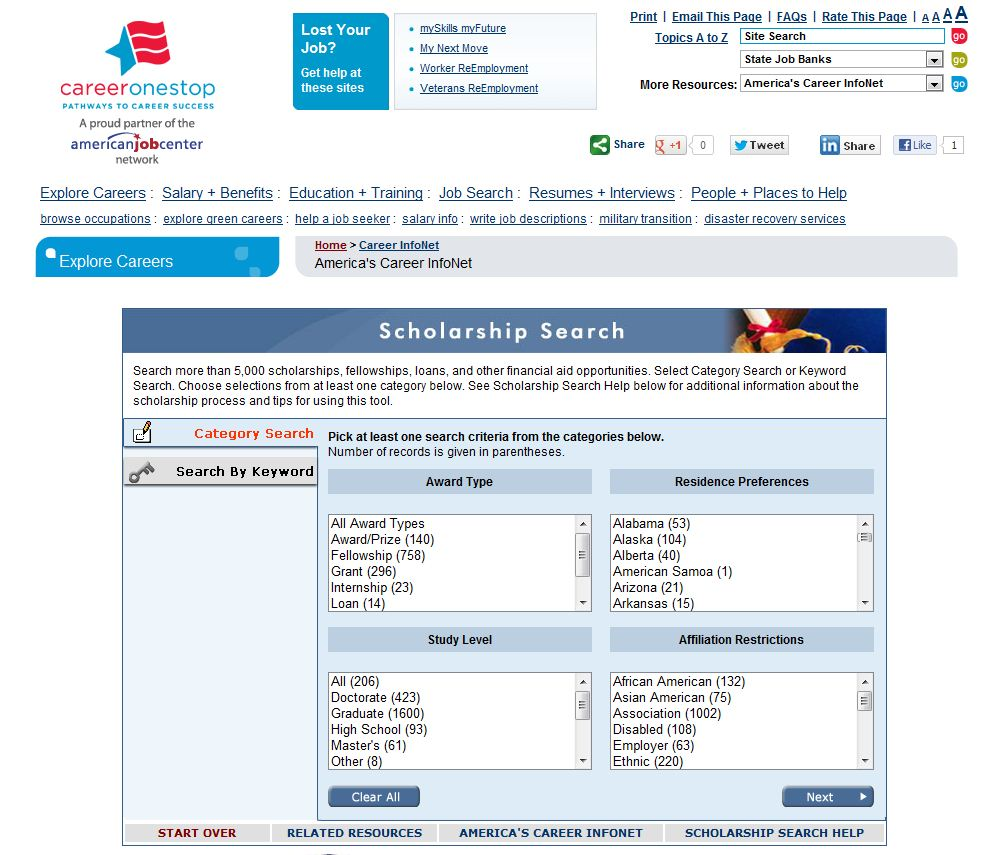 careeronestop
PATHWAYS TO CAREER SUCCESS
A proud partner of the
americanjobcenter
network
Lost Your
Job?
Get help at
these sites
mySkills myFuture
My Next Move
Worker ReEmployment
Veterans ReEmployment
Print | Email This Page | FAQs | Rate This Page | A A A A
Topics A to Z Site Search go
State Job Banks go
More Resources: America's Career InfoNet go
Share +1 0 Tweet in Share Like 1
Explore Careers : Salary + Benefits : Education + Training : Job Search : Resumes + Interviews : People + Places to Help
browse occupations : explore green careers : help a job seeker : salary info : write job descriptions : military transition : disaster recovery services
Explore Careers
Home > Career InfoNet
America's Career InfoNet
Scholarship Search
Search more than 5,000 scholarships, fellowships, loans, and other financial aid opportunities. Select Category Search or Keyword
Search. Choose selections from at least one category below. See Scholarship Search Help below for additional information about the
scholarship process and tips for using this tool.
Category Search
Search By Keyword
Pick at least one search criteria from the categories below.
Number of records is given in parentheses.
Award Type
All Award Types
Award/Prize (140)
Fellowship (758)
Grant (296)
Internship (23)
Loan (14)
Residence Preferences
Alabama (53)
Alaska (104)
Alberta (40)
American Samoa (1)
Arizona (21)
Arkansas (15)
Study Level
All (206)
Doctorate (423)
Graduate (1600)
High School (93)
Master's (61)
Other (8)
Affiliation Restrictions
African American (132)
Asian American (75)
Association (1002)
Disabled (108)
Employer (63)
Ethnic (220)
Clear All
Next
START OVER RELATED RESOURCES AMERICA'S CAREER INFONET SCHOLARSHIP SEARCH HELP